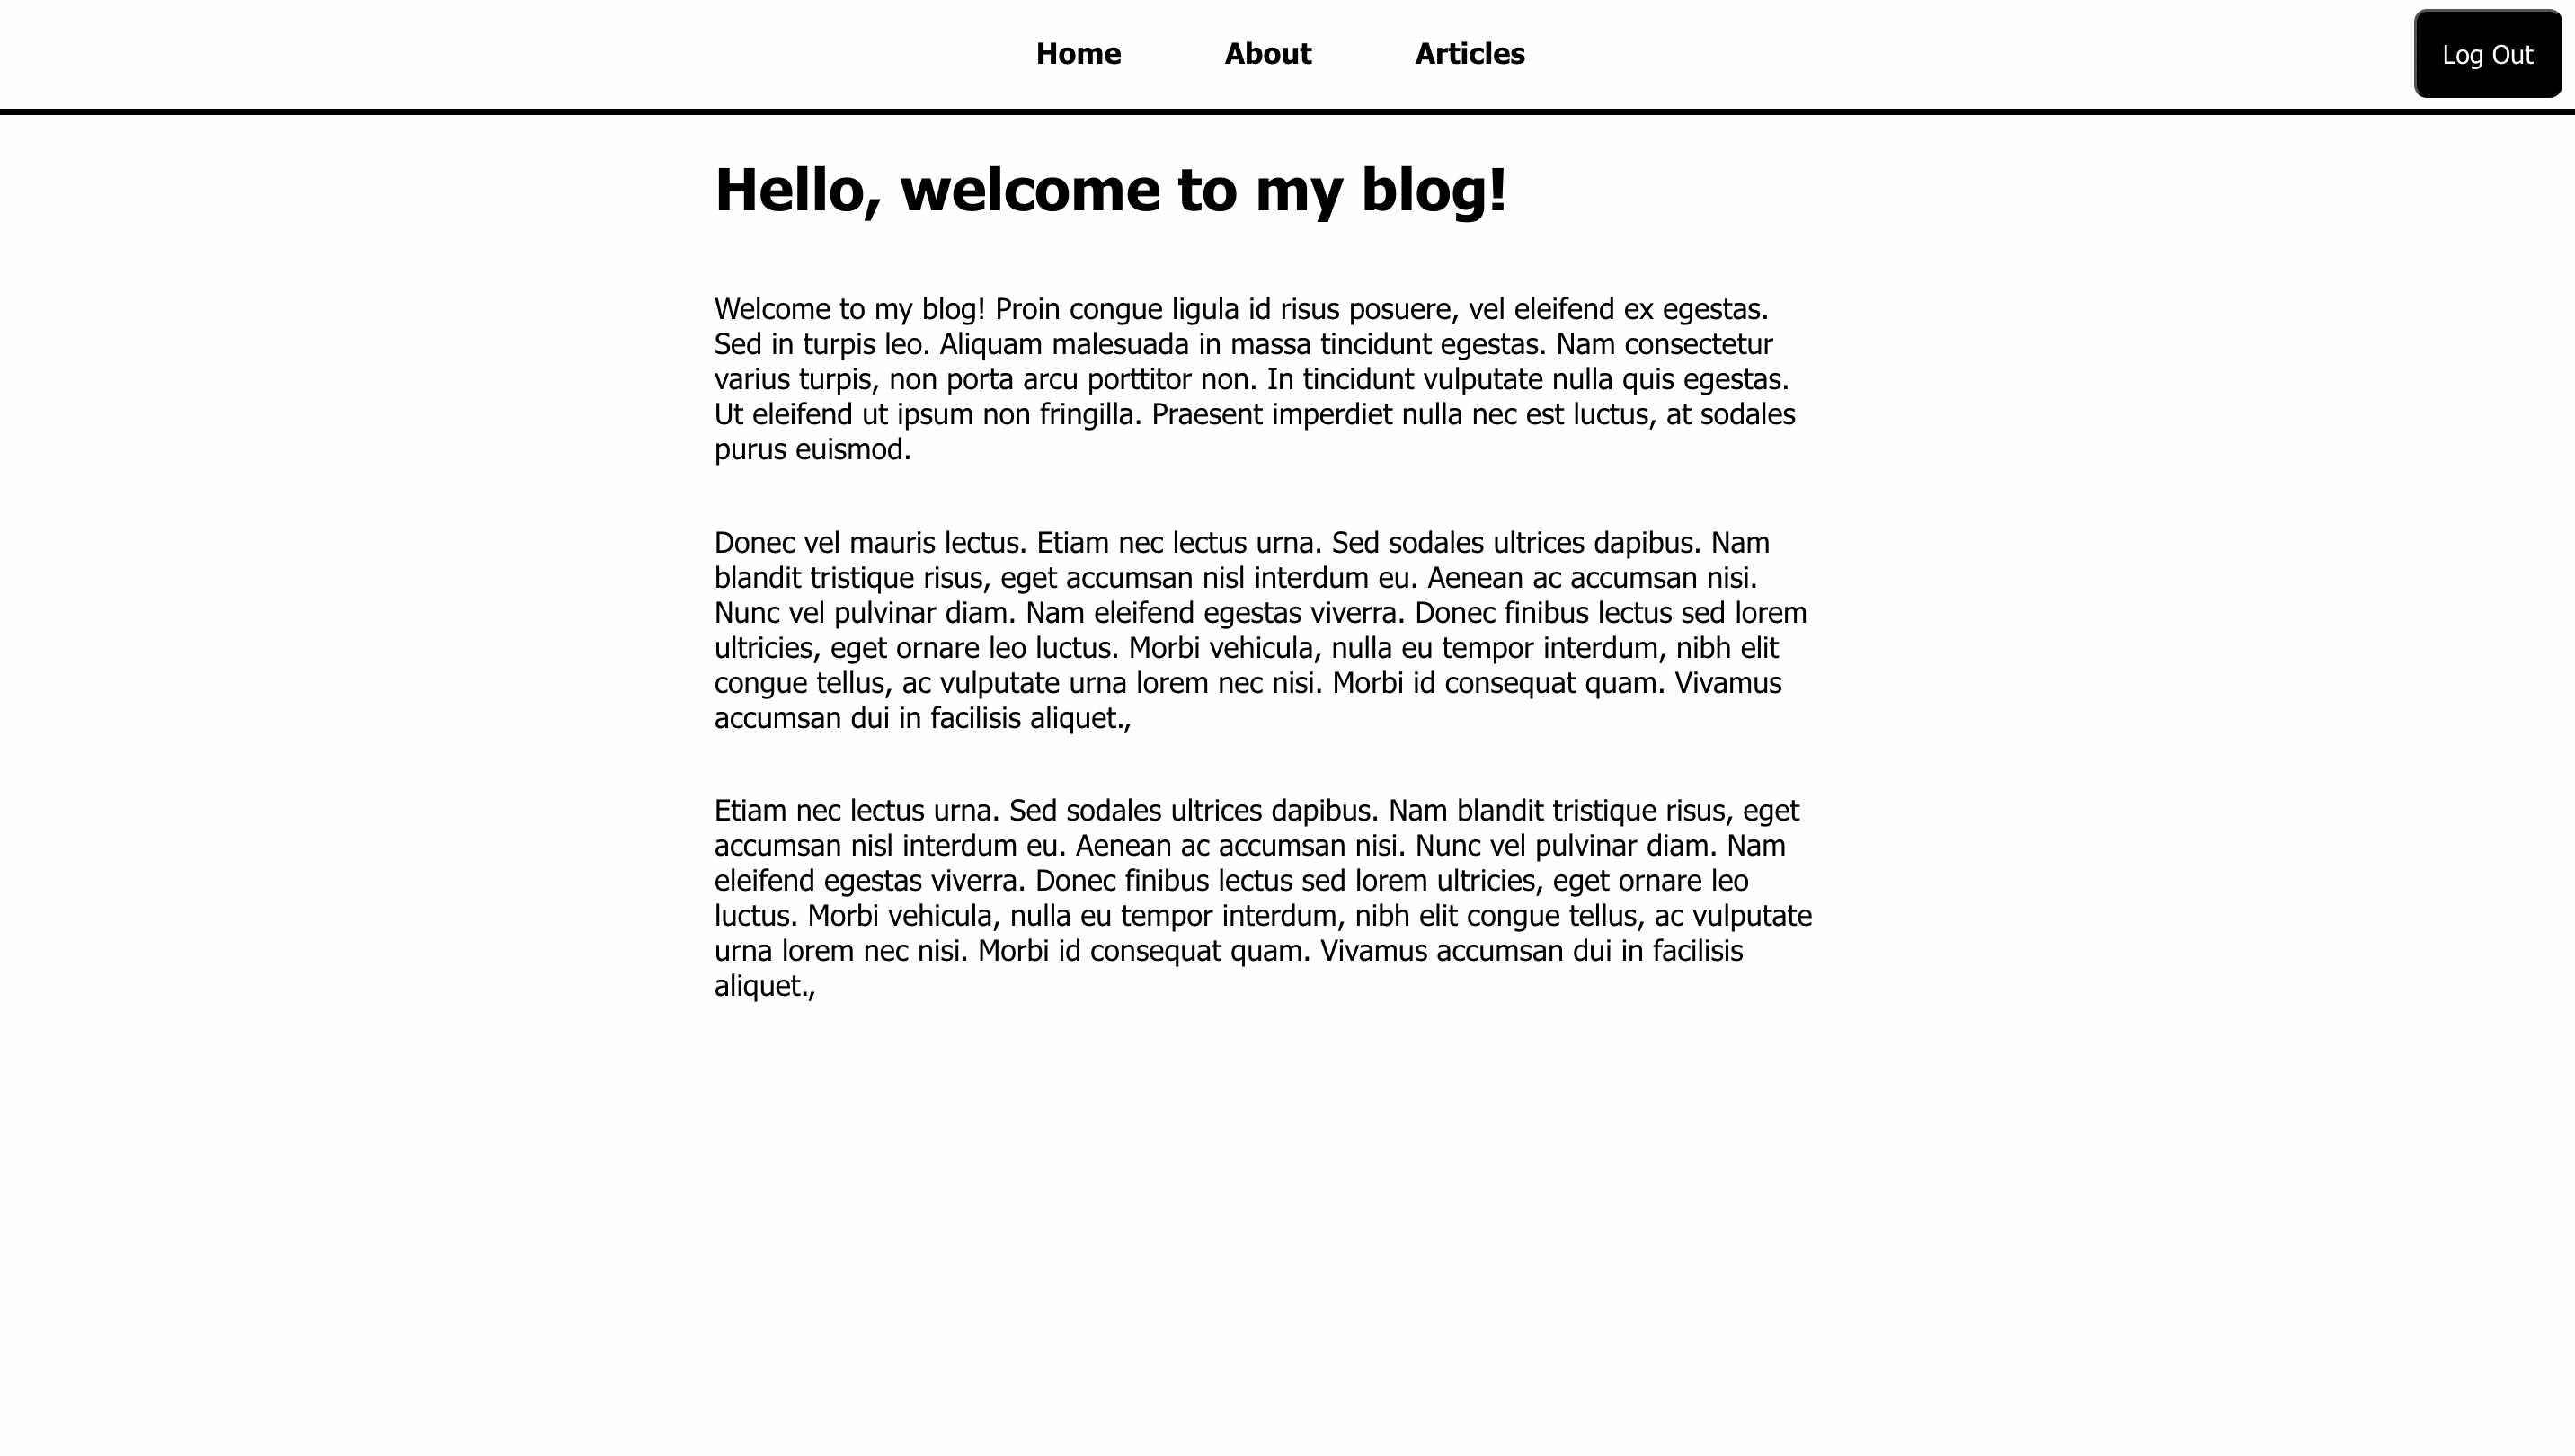 Home About Articles Log Out
Hello, welcome to my blog!
Welcome to my blog! Proin congue ligula id risus posuere, vel eleifend ex egestas.
Sed in turpis leo. Aliquam malesuada in massa tincidunt egestas. Nam consectetur
varius turpis, non porta arcu porttitor non. In tincidunt vulputate nulla quis egestas.
Ut eleifend ut ipsum non fringilla. Praesent imperdiet nulla nec est luctus, at sodales
purus euismod.
Donec vel mauris lectus. Etiam nec lectus urna. Sed sodales ultrices dapibus. Nam
blandit tristique risus, eget accumsan nisl interdum eu. Aenean ac accumsan nisi.
Nunc vel pulvinar diam. Nam eleifend egestas viverra. Donec finibus lectus sed lorem
ultricies, eget ornare leo luctus. Morbi vehicula, nulla eu tempor interdum, nibh elit
congue tellus, ac vulputate urna lorem nec nisi. Morbi id consequat quam. Vivamus
accumsan dui in facilisis aliquet.,
Etiam nec lectus urna. Sed sodales ultrices dapibus. Nam blandit tristique risus, eget
accumsan nisl interdum eu. Aenean ac accumsan nisi. Nunc vel pulvinar diam. Nam
eleifend egestas viverra. Donec finibus lectus sed lorem ultricies, eget ornare leo
luctus. Morbi vehicula, nulla eu tempor interdum, nibh elit congue tellus, ac vulputate
urna lorem nec nisi. Morbi id consequat quam. Vivamus accumsan dui in facilisis
aliquet.,